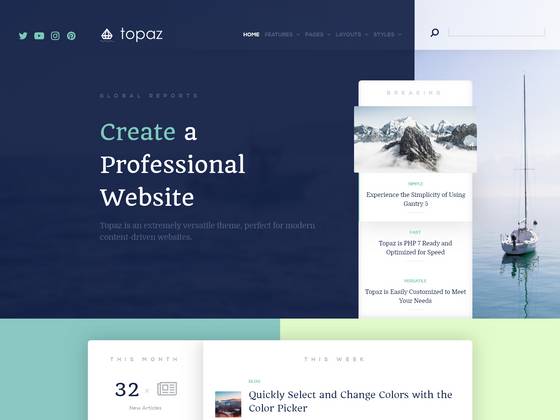 topaz
HOME FEATURES PAGES LAYOUTS STYLES
GLOBAL REPORTS
Create a
Professional
Website
Topaz is an extremely versatile theme, perfect for modern
content-driven websites.
BREAKING
SIMPLE
Experience the Simplicity of Using
Gantry 5
FAST
Topaz is PHP 7 Ready and
Optimized for Speed
VERSATILE
Topaz is Easily Customized to Meet
Your Needs
THIS MONTH
32
New Articles
THIS WEEK
BLOG
Quickly Select and Change Colors with the
Color Picker